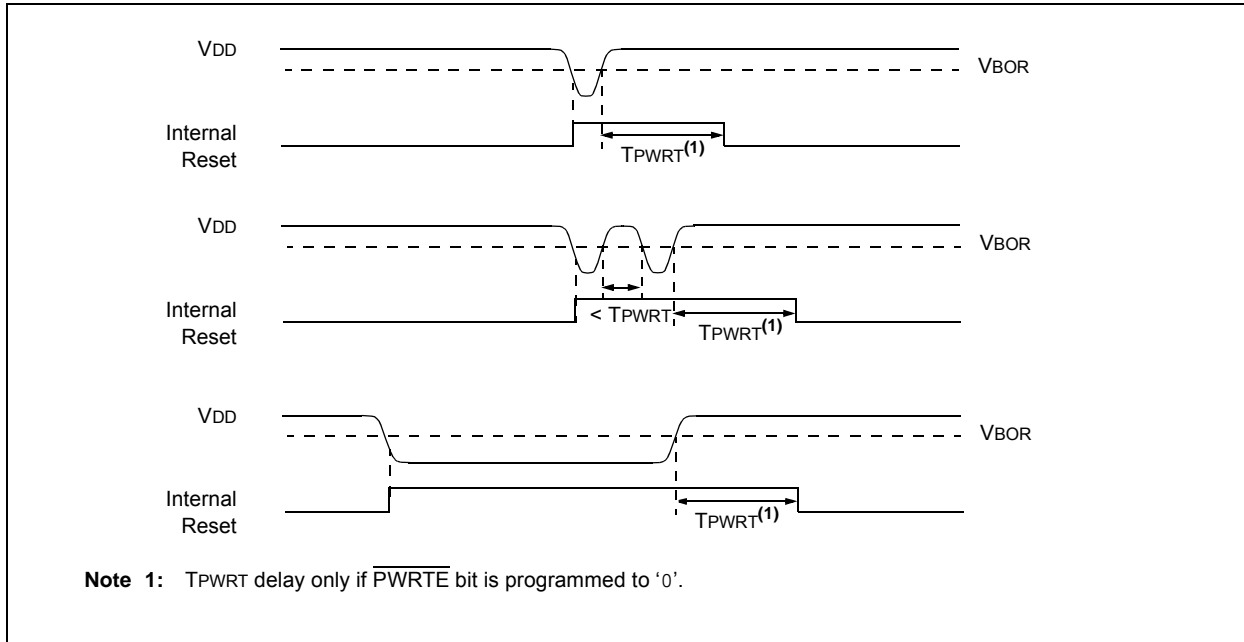 VDD
VBOR
Internal
Reset
TPWRT(1)
VDD
VBOR
Internal
Reset
< TPWRT
TPWRT(1)
VDD
VBOR
Internal
Reset
TPWRT(1)
Note 1: TPWRT delay only if PWRTE bit is programmed to ‘0’.